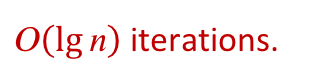 O(lg n) iterations.